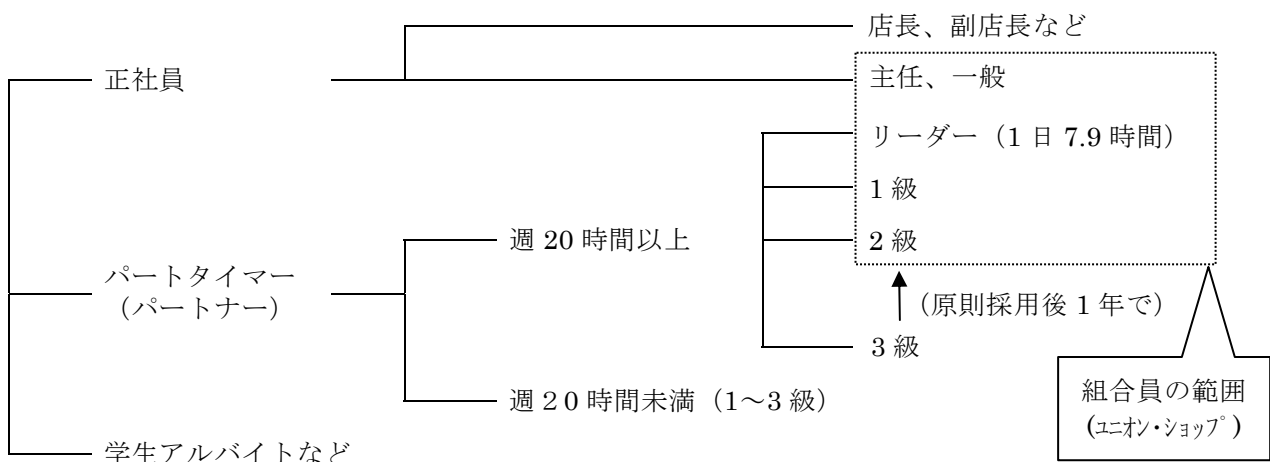 店長、副店長など
正社員
主任、一般
リーダー（1 日 7.9 時間）
1 級
週 20 時間以上
2 級
パートタイマー
（パートナー）
（原則採用後 1 年で）
3 級
週２０時間未満（1～3 級）
組合員の範囲
(ﾕﾆｵﾝ・ｼｮｯﾌﾟ)
学生アルバイトなど